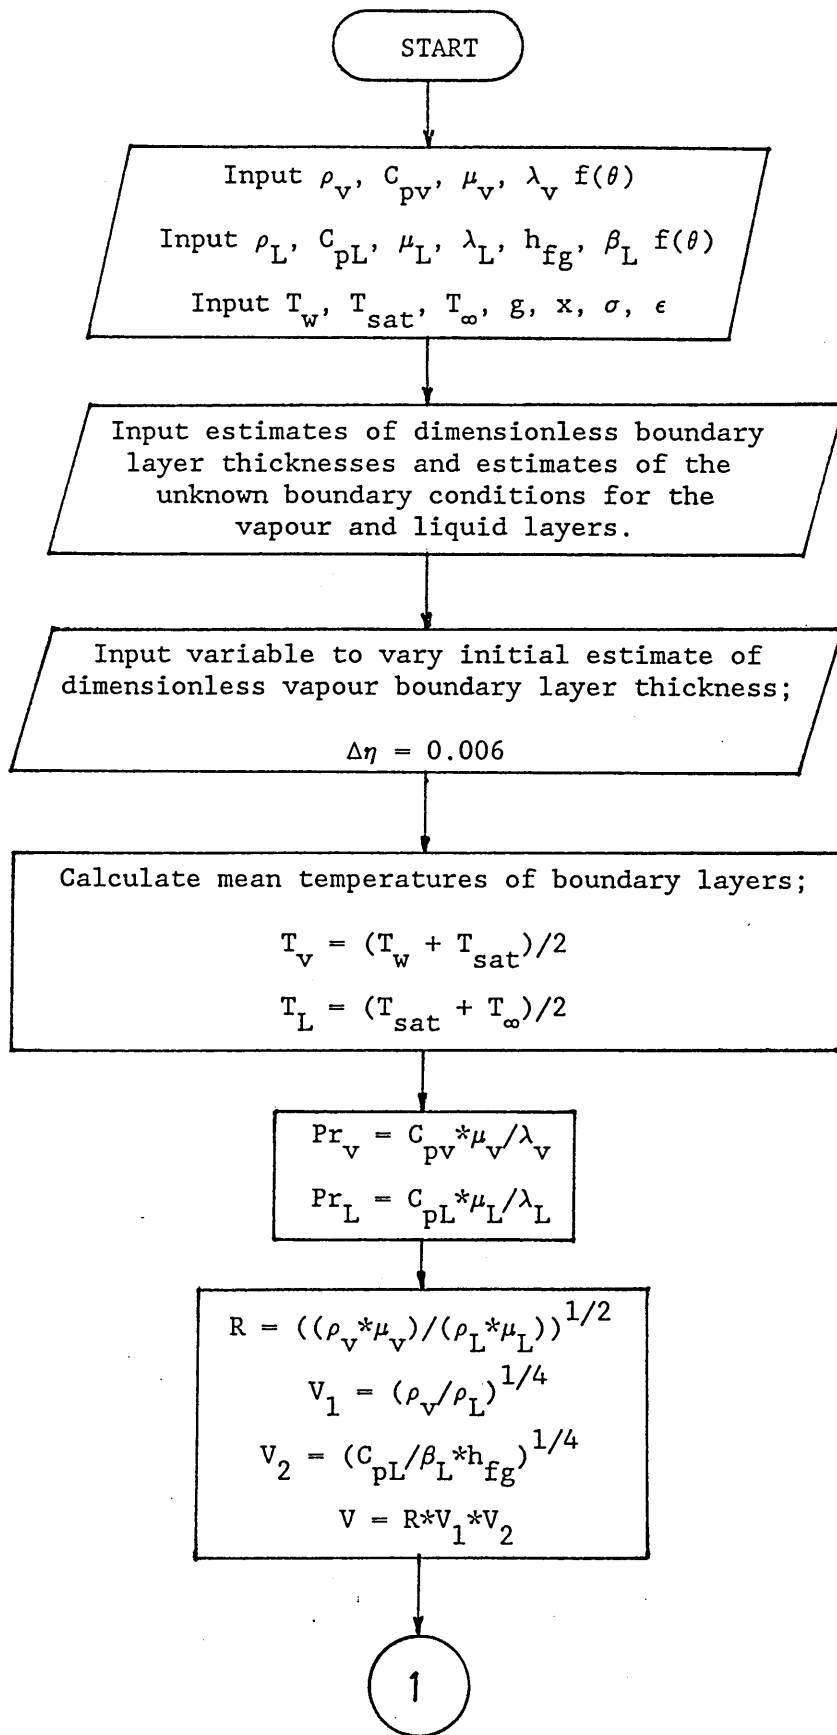 START
Input ρ_v, C_pv, μ_v, λ_v f(θ)
Input ρ_L, C_pL, μ_L, λ_L, h_fg, β_L f(θ)
Input T_w, T_sat, T_∞, g, x, σ, ϵ
Input estimates of dimensionless boundary
layer thicknesses and estimates of the
unknown boundary conditions for the
vapour and liquid layers.
Input variable to vary initial estimate of
dimensionless vapour boundary layer thickness;
Δη = 0.006
Calculate mean temperatures of boundary layers;
T_v = (T_w + T_sat)/2
T_L = (T_sat + T_∞)/2
Pr_v = C_pv*μ_v/λ_v
Pr_L = C_pL*μ_L/λ_L
R = ((ρ_v*μ_v)/(ρ_L*μ_L))^1/2
V_1 = (ρ_v/ρ_L)^1/4
V_2 = (C_pL/β_L*h_fg)^1/4
V = R*V_1*V_2
1